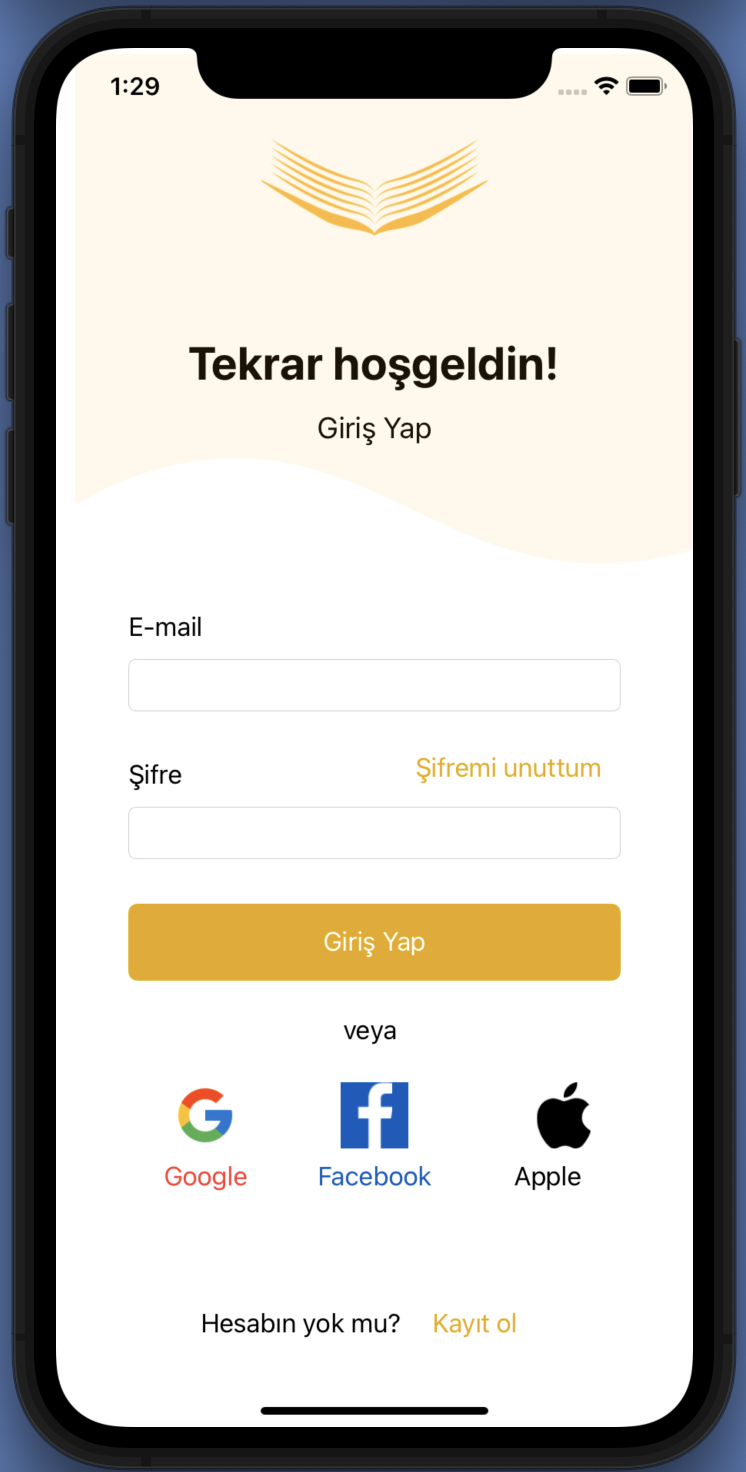 1:29
Tekrar hoşgeldin!
Giriş Yap
E-mail
Şifre
Şifremi unuttum
Giriş Yap
veya
Google
Facebook
Apple
Hesabın yok mu? Kayıt ol